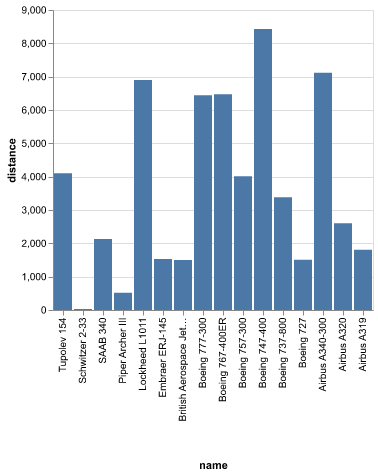 9,000
8,000
7,000
6,000
5,000
4,000
3,000
2,000
1,000
0
distance
Tupolev 154
Schwitzer 2-33
SAAB 340
Piper Archer III
Lockheed L1011
Embraer ERJ-145
British Aerospace Jet…
Boeing 777-300
Boeing 767-400ER
Boeing 757-300
Boeing 747-400
Boeing 737-800
Boeing 727
Airbus A340-300
Airbus A320
Airbus A319
name